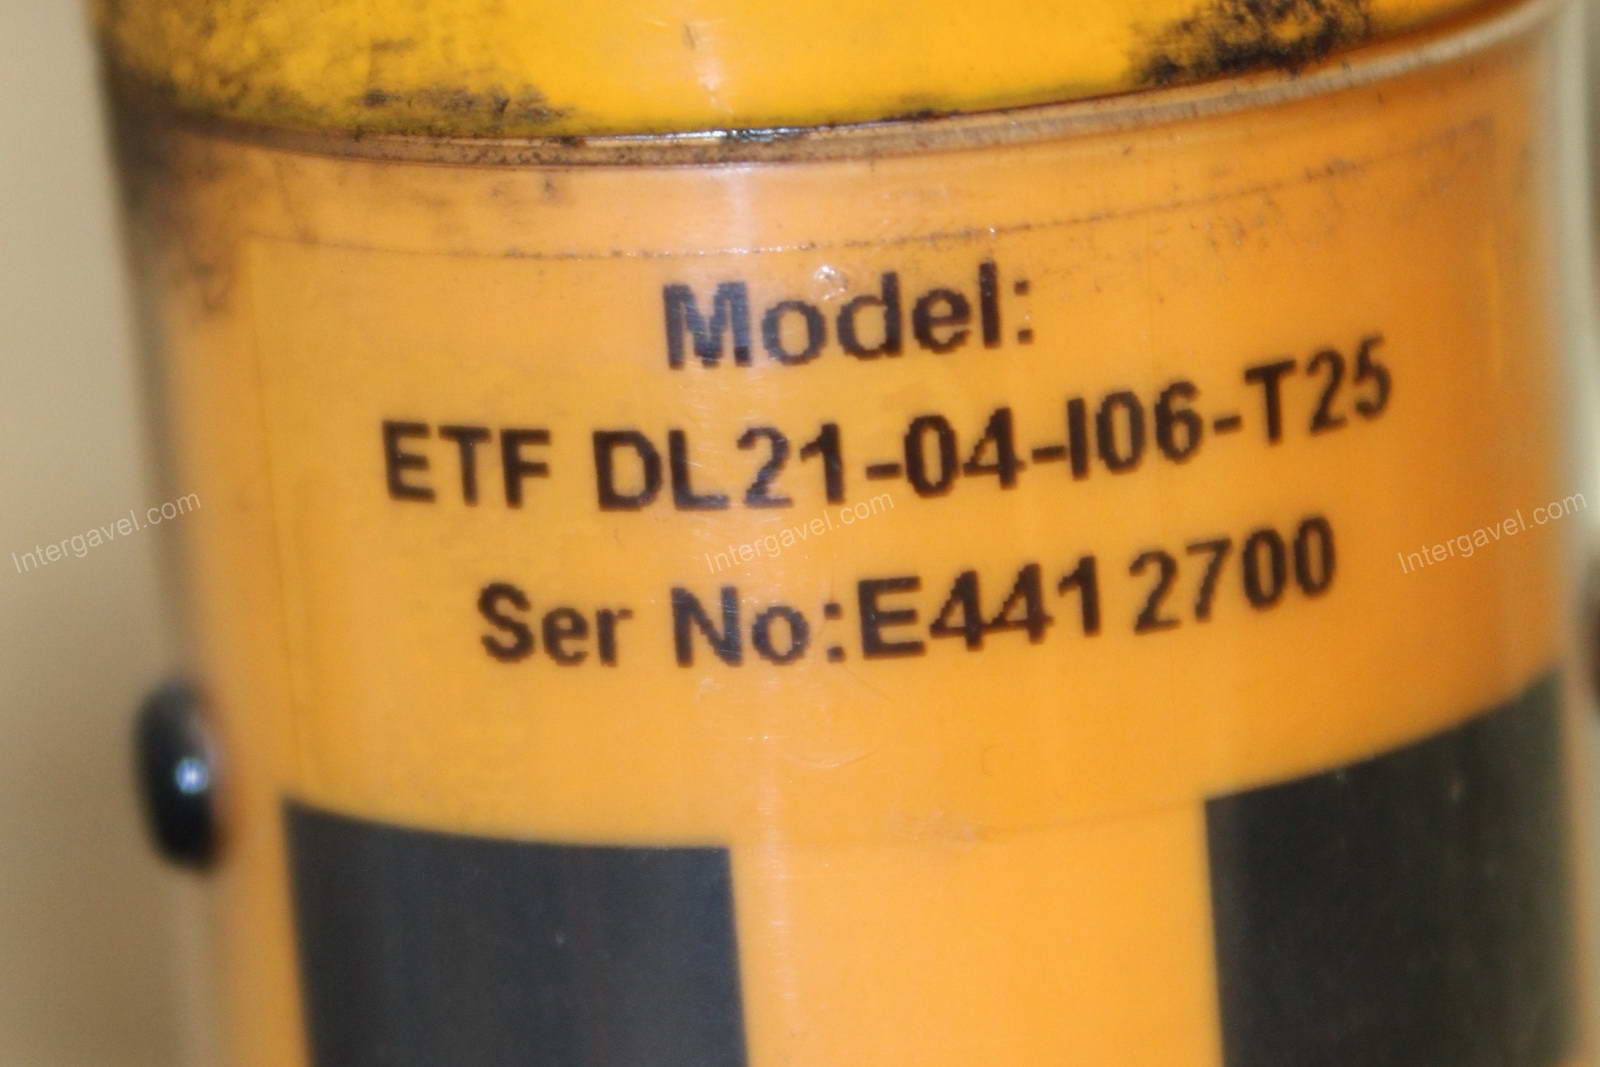 Model:
ETF DL21-04-I06-T25
Ser No:E441 2700
Intergavel.com
Intergavel.com
Intergavel.com